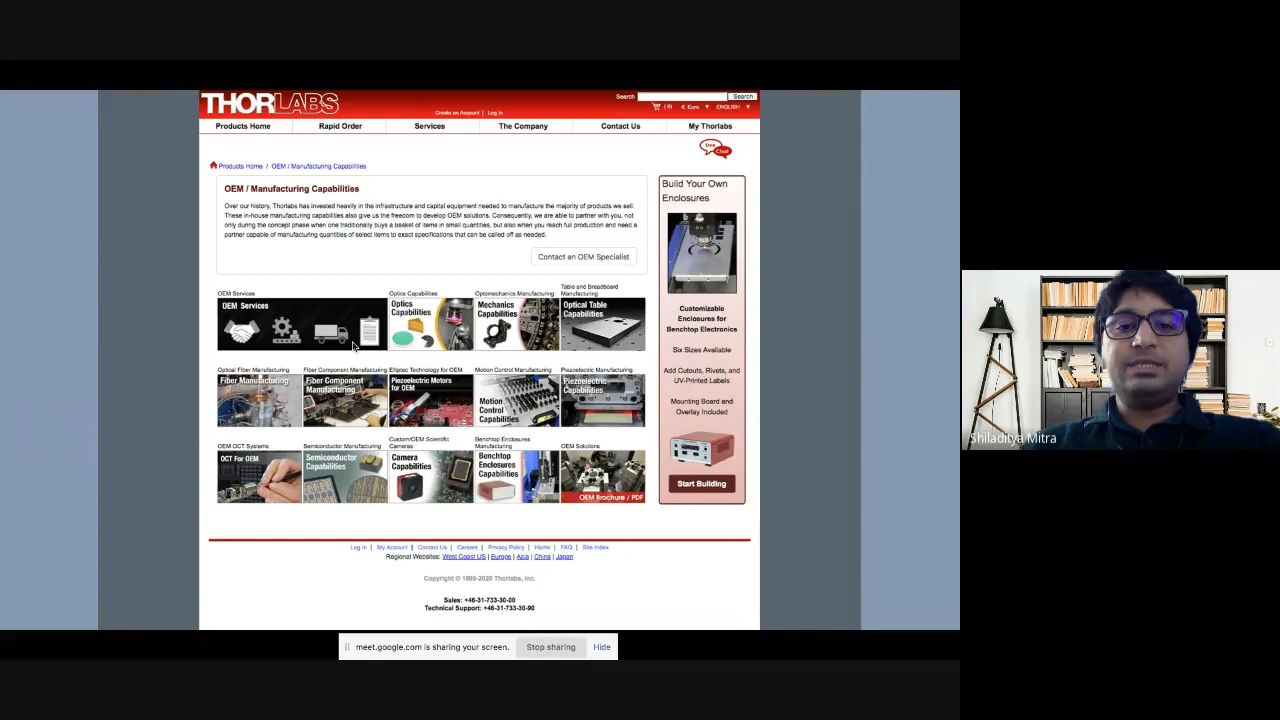 THORLABS
Search
Search
(0)
€ Euro ▼
ENGLISH ▼
Create an Account | Log In
Products Home
Rapid Order
Services
The Company
Contact Us
My Thorlabs
Live Chat
Products Home / OEM / Manufacturing Capabilities
OEM / Manufacturing Capabilities
Over our history, Thorlabs has invested heavily in the infrastructure and capital equipment needed to manufacture the majority of products we sell.
These in-house manufacturing capabilities also give us the freedom to develop OEM solutions. Consequently, we are able to partner with you, not
only during the concept phase when one traditionally buys a basket of items in small quantities, but also when you reach full production and need a
partner capable of manufacturing quantities of select items to exact specifications that can be called off as needed.
Contact an OEM Specialist
OEM Services
OEM Services
Optics Capabilities
Optics
Capabilities
Optomechanics Manufacturing
Mechanics
Capabilities
Table and Breadboard
Manufacturing
Optical Table
Capabilities
Optical Fiber Manufacturing
Fiber Manufacturing
Fiber Component Manufacturing
Fiber Component
Manufacturing
Elliptec Technology for OEM
Piezoelectric Motors
for OEM
Motion Control Manufacturing
Motion
Control
Capabilities
Piezoelectric Manufacturing
Piezoelectric
Capabilities
OEM OCT Systems
OCT For OEM
Semiconductor Manufacturing
Semiconductor
Capabilities
Custom/OEM Scientific
Cameras
Camera
Capabilities
Benchtop Enclosures
Manufacturing
Benchtop
Enclosures
Capabilities
OEM Solutions
OEM Brochure / PDF
Build Your Own
Enclosures
Customizable
Enclosures for
Benchtop Electronics
Six Sizes Available
Add Cutouts, Rivets, and
UV-Printed Labels
Mounting Board and
Overlay Included
Start Building
Log In | My Account | Contact Us | Careers | Privacy Policy | Home | FAQ | Site Index
Regional Websites: West Coast US | Europe | Asia | China | Japan
Copyright © 1999-2020 Thorlabs, Inc.
Sales: +46-31-733-30-00
Technical Support: +46-31-733-30-90
meet.google.com is sharing your screen.
Stop sharing
Hide
Shiladitya Mitra